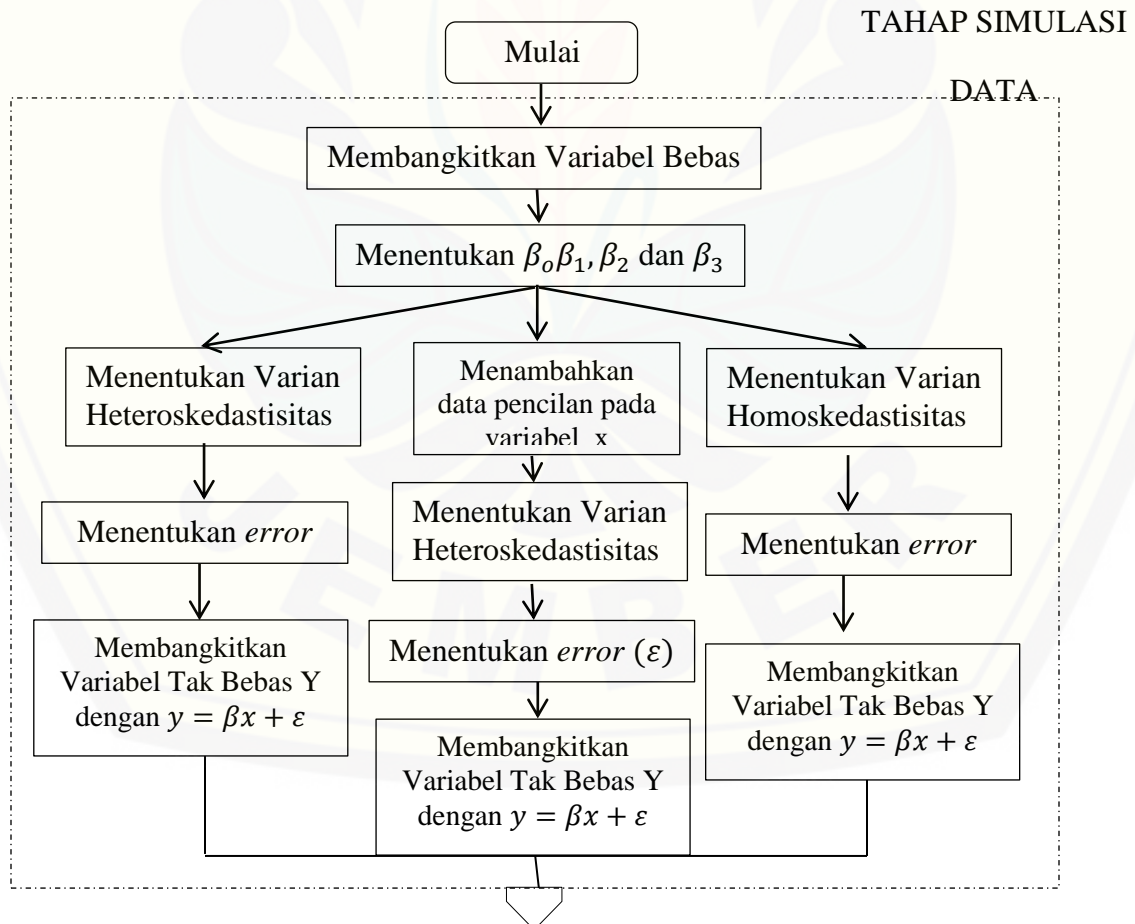 TAHAP SIMULASI
DATA
Mulai
Membangkitkan Variabel Bebas
Menentukan βₒβ₁, β₂ dan β₃
Menentukan Varian
Heteroskedastisitas
Menentukan error
Membangkitkan
Variabel Tak Bebas Y
dengan y = βx + ε
Menambahkan
data pencilan pada
variabel x
Menentukan Varian
Heteroskedastisitas
Menentukan error (ε)
Membangkitkan
Variabel Tak Bebas Y
dengan y = βx + ε
Menentukan Varian
Homoskedastisitas
Menentukan error
Membangkitkan
Variabel Tak Bebas Y
dengan y = βx + ε
JEMBER